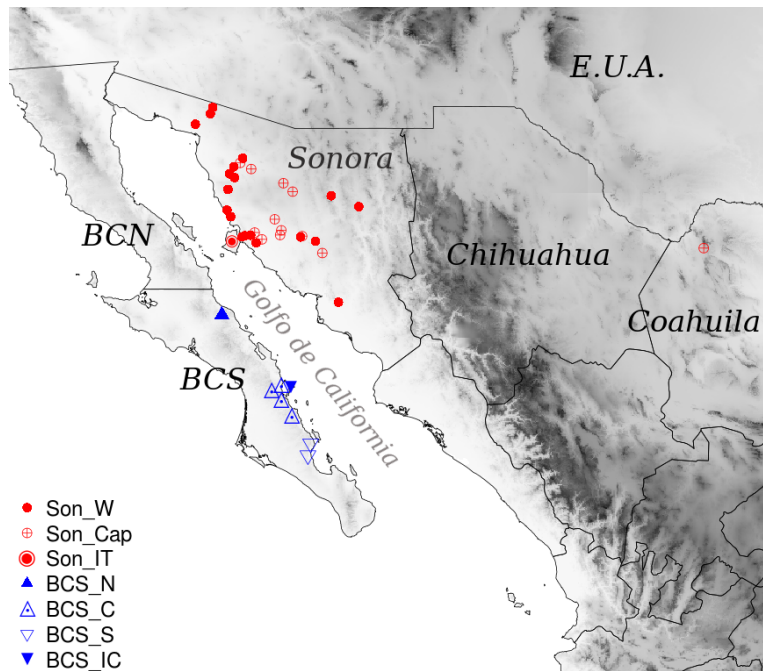 E.U.A.
Sonora
BCN
Chihuahua
Golfo de California
Coahuila
BCS
Son_W
Son_Cap
Son_IT
BCS_N
BCS_C
BCS_S
BCS_IC